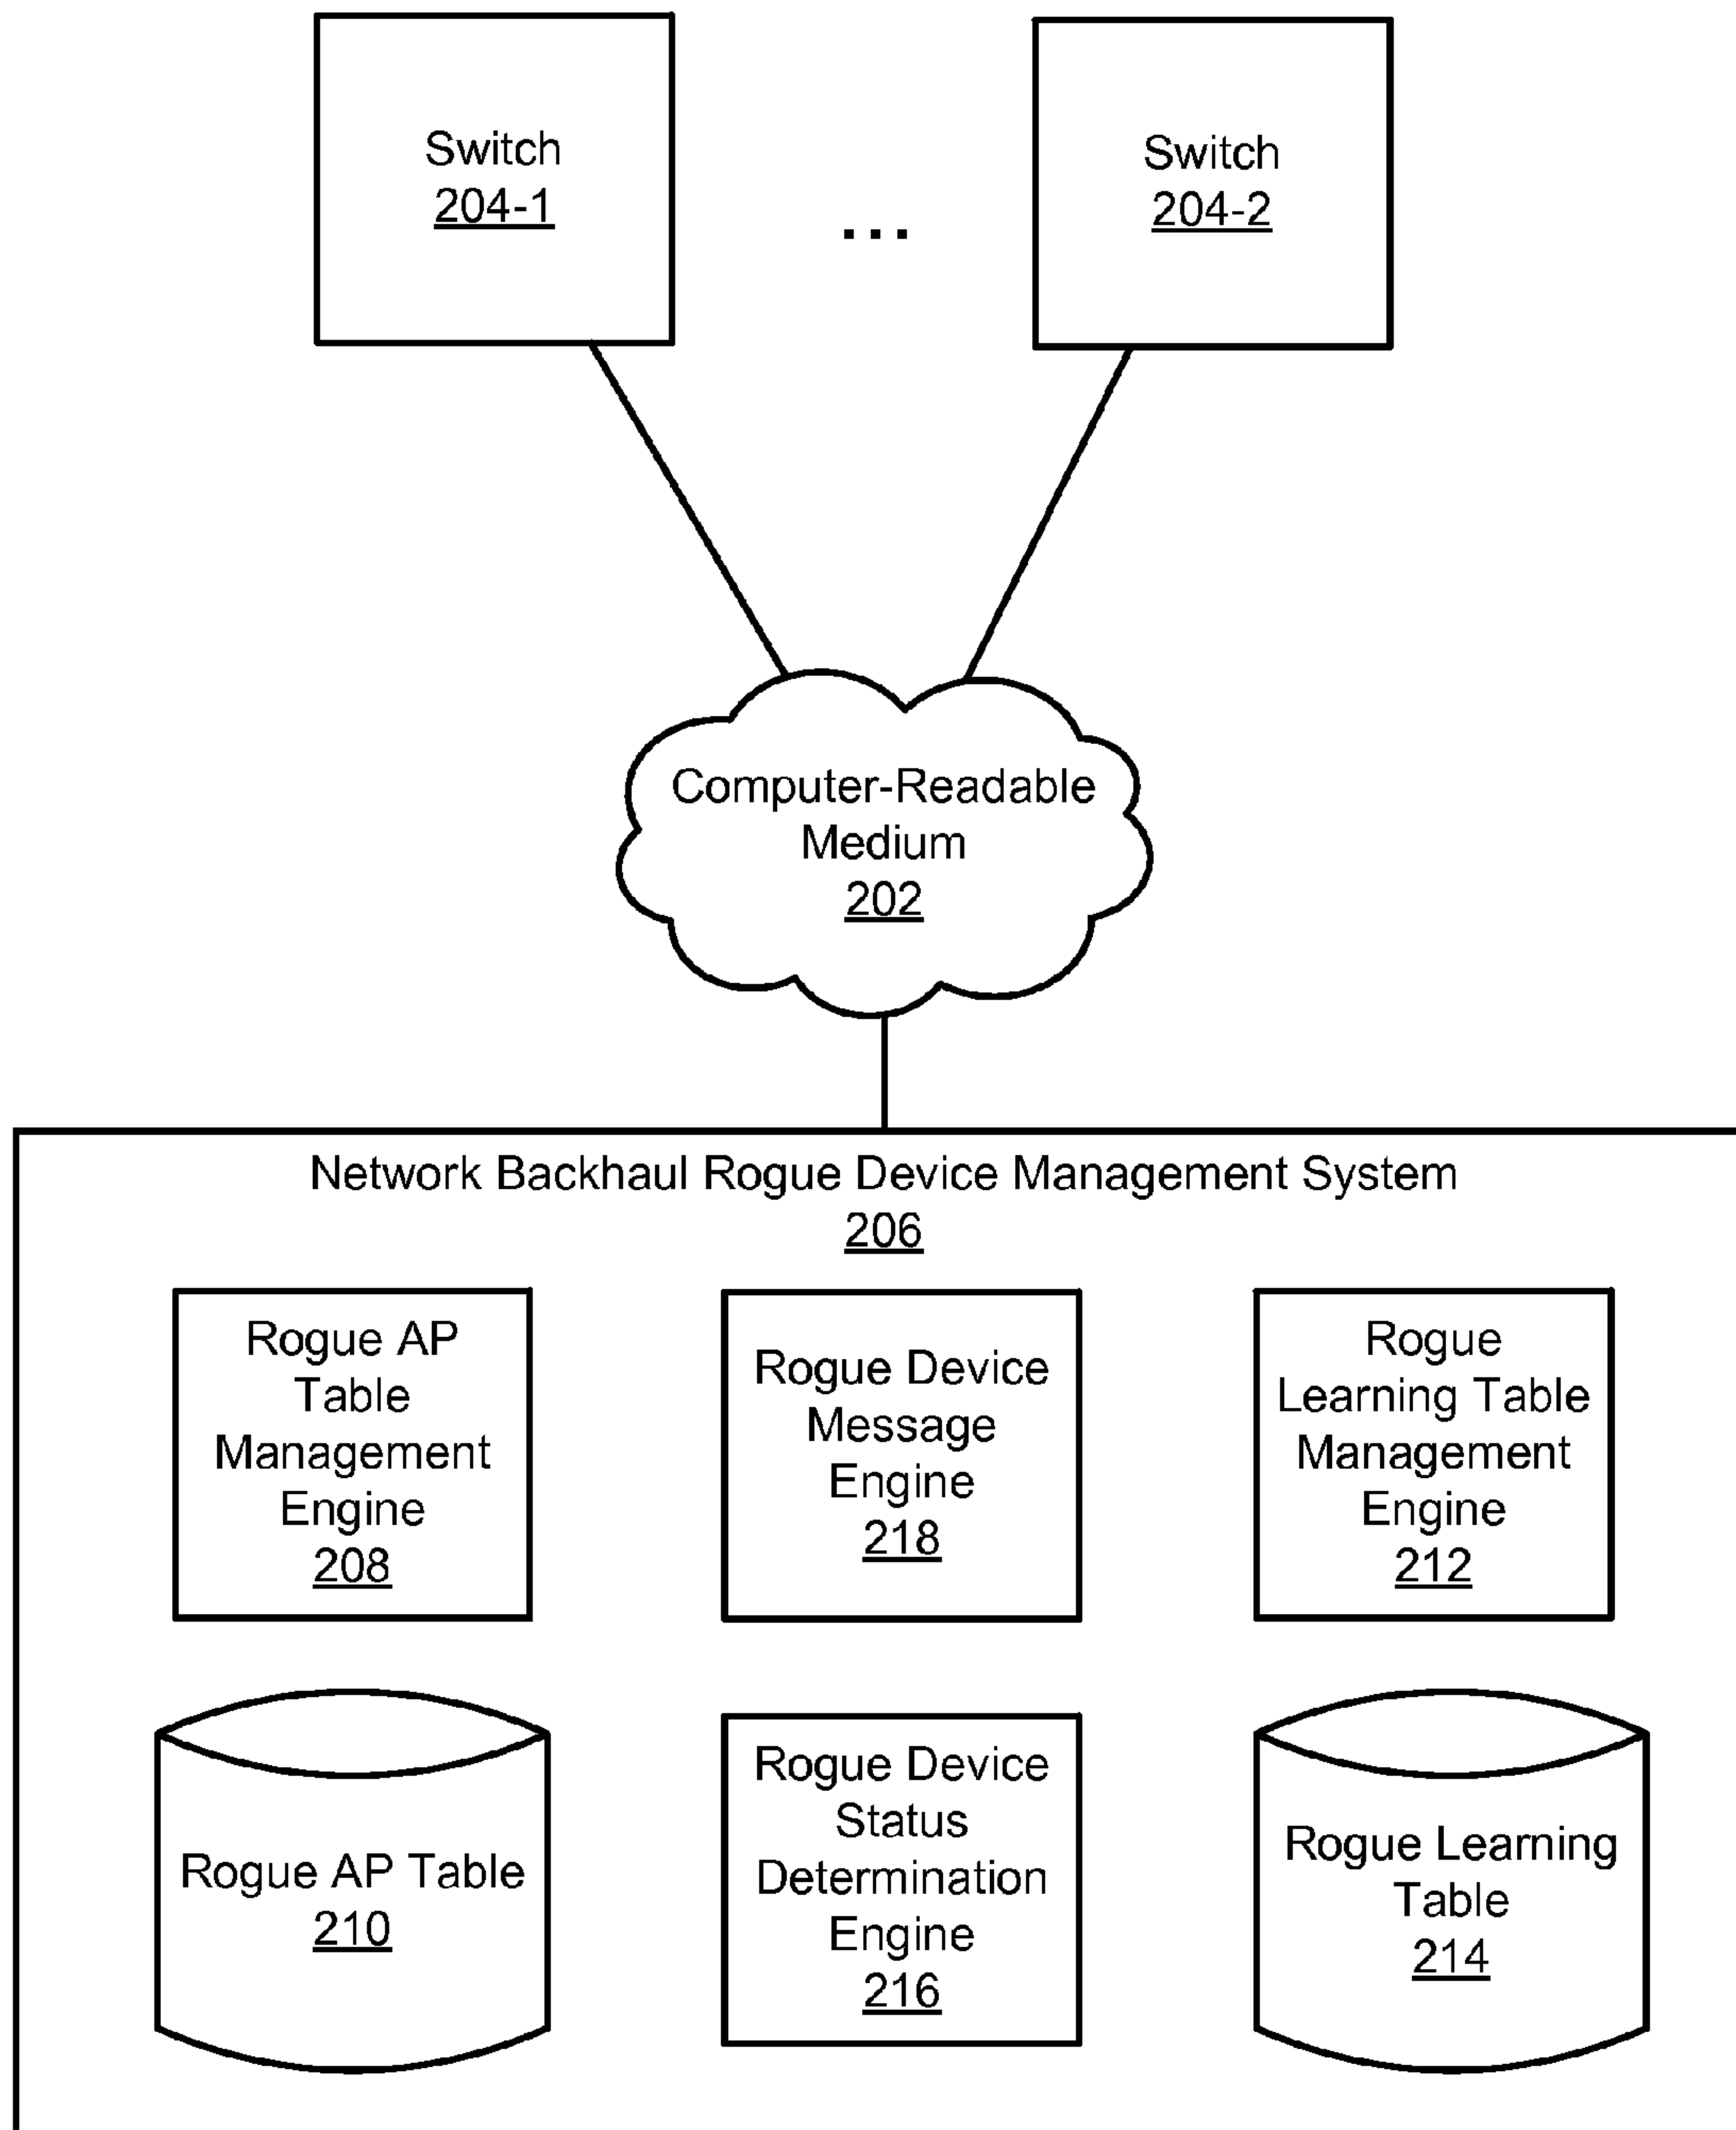 Switch
204-1
...
Switch
204-2
Computer-Readable
Medium
202
Network Backhaul Rogue Device Management System
206
Rogue AP
Table
Management
Engine
208
Rogue Device
Message
Engine
218
Rogue
Learning Table
Management
Engine
212
Rogue AP Table
210
Rogue Device
Status
Determination
Engine
216
Rogue Learning
Table
214